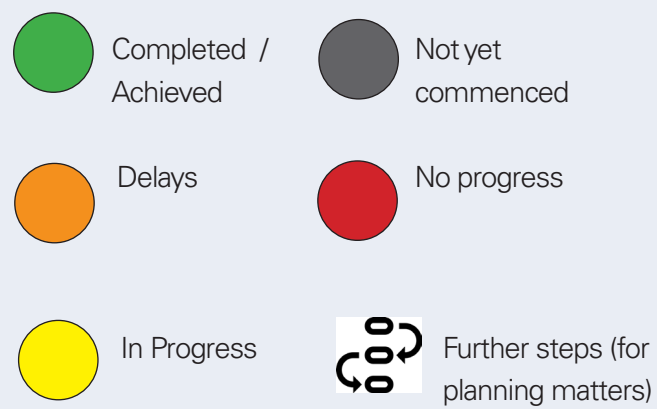 Completed /
Achieved
Not yet
commenced
Delays
No progress
In Progress
Further steps (for
planning matters)